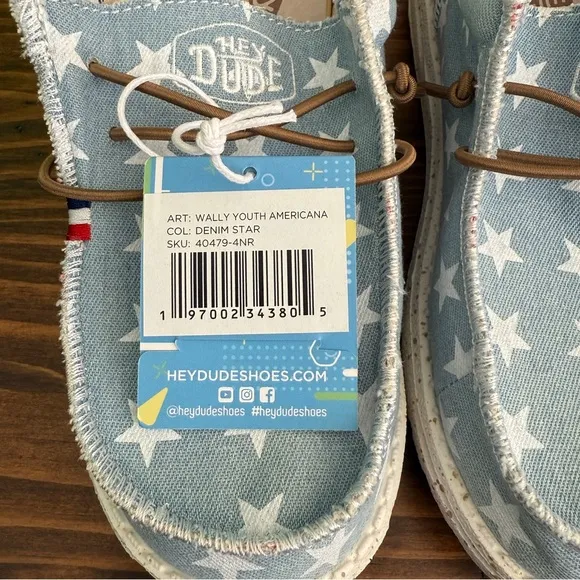 HEY
DUDE
ART: WALLY YOUTH AMERICANA
COL: DENIM STAR
SKU: 40479-4NR
1 97002 34380 5
HEYDUDESHOES.COM
@heydudeshoes #heydudeshoes